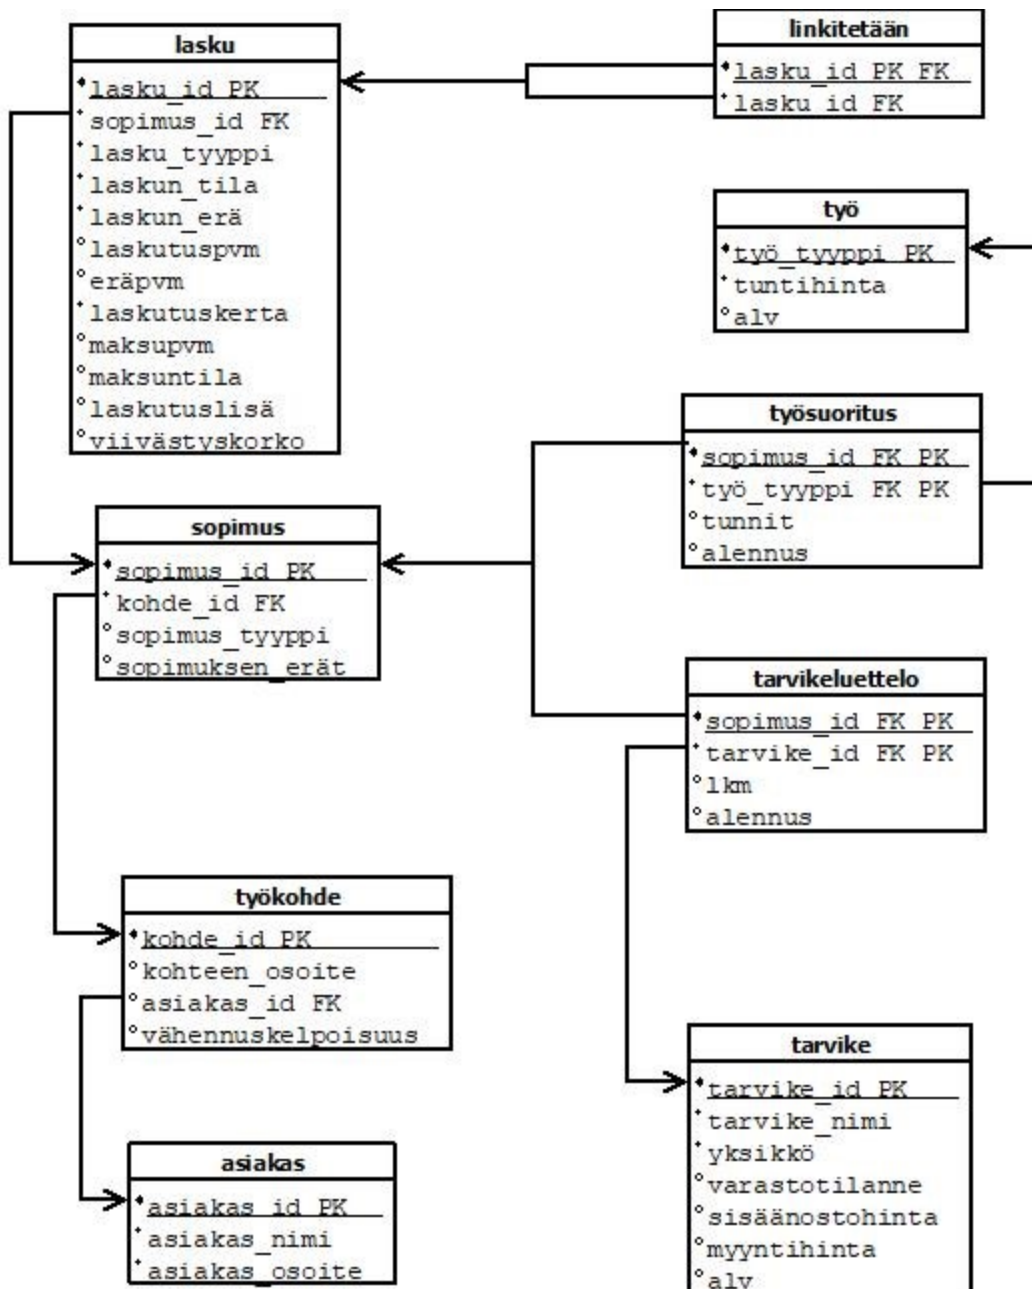 lasku
lasku_id PK
sopimus_id FK
lasku_tyyppi
laskun_tila
laskun_erä
laskutuspvm
eräpvm
laskutuskerta
maksupvm
maksuntila
laskutuslisä
viivästyskorko
linkitetään
lasku_id PK FK
lasku_id FK
työ
työ_tyyppi PK
tuntihinta
alv
työsuoritus
sopimus_id FK PK
työ_tyyppi FK PK
tunnit
alennus
sopimus
sopimus_id PK
kohde_id FK
sopimus_tyyppi
sopimuksen_erät
tarvikeluettelo
sopimus_id FK PK
tarvike_id FK PK
lkm
alennus
työkohde
kohde_id PK
kohteen_osoite
asiakas_id FK
vähennuskelpoisuus
asiakas
asiakas_id PK
asiakas_nimi
asiakas_osoite
tarvike
tarvike_id PK
tarvike_nimi
yksikkö
varastotilanne
sisäänostohinta
myyntihinta
alv